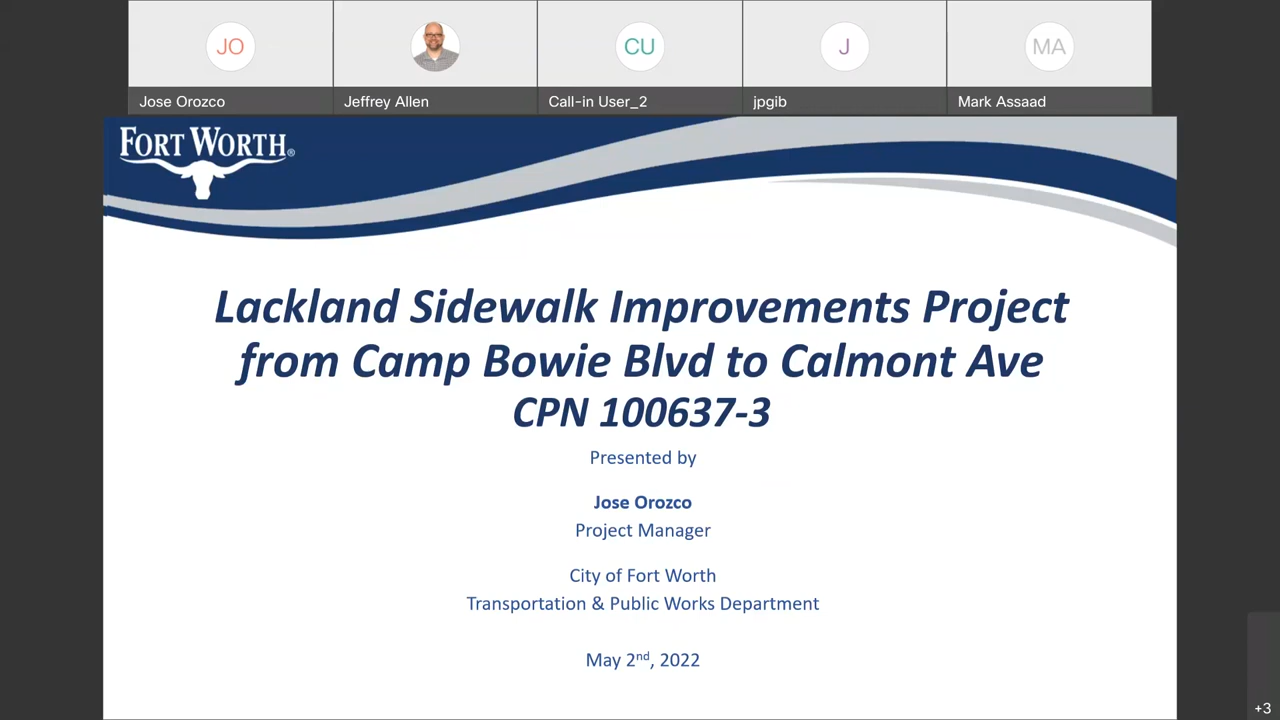 JO
CU
J
MA
Jose Orozco
Jeffrey Allen
Call-in User_2
jpgib
Mark Assaad
FORT WORTH®
Lackland Sidewalk Improvements Project
from Camp Bowie Blvd to Calmont Ave
CPN 100637-3
Presented by
Jose Orozco
Project Manager
City of Fort Worth
Transportation & Public Works Department
May 2nd, 2022
+3